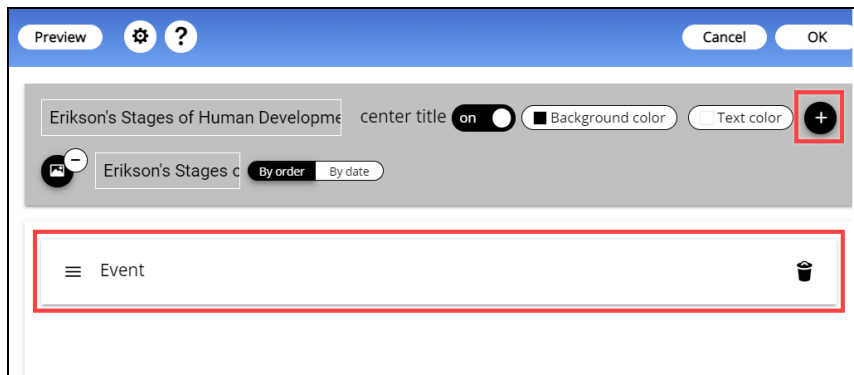 Preview ? Cancel OK
Erikson's Stages of Human Developme center title on Background color Text color +
Erikson's Stages o By order By date
Event